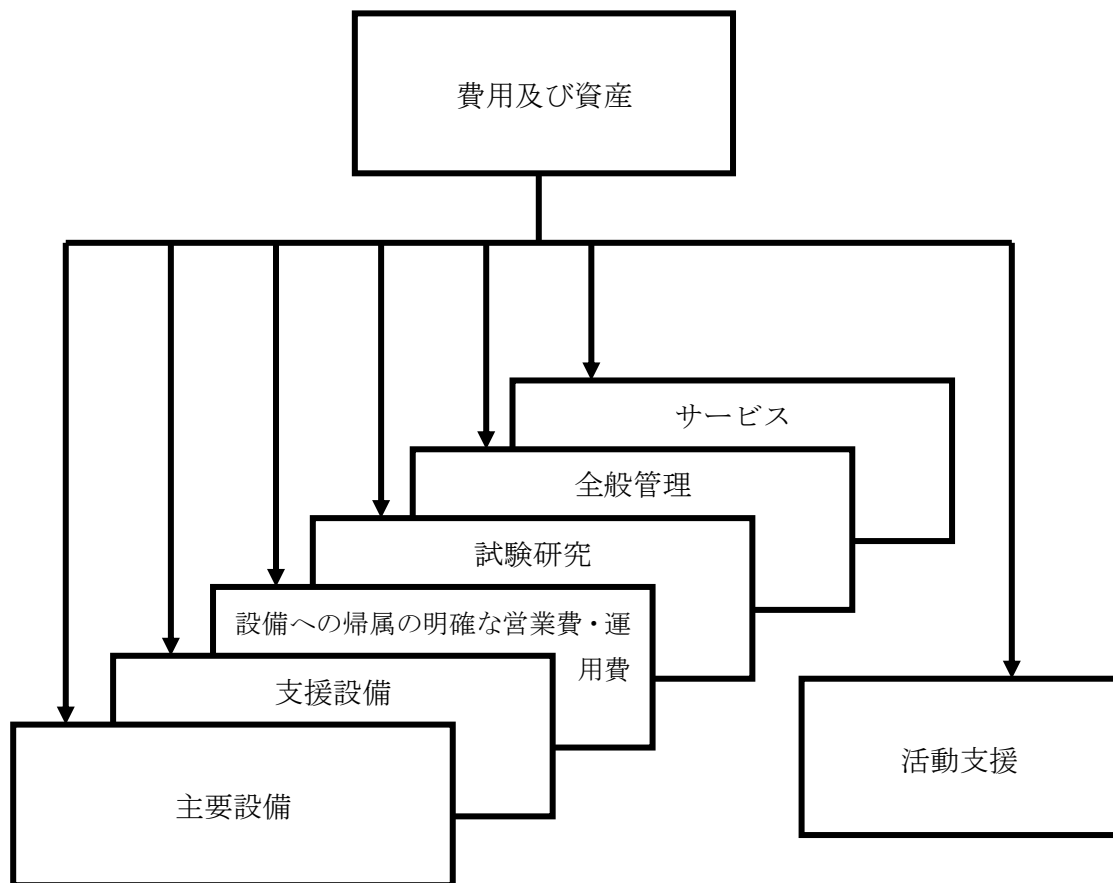 費用及び資産
サービス
全般管理
試験研究
設備への帰属の明確な営業費・運
用費
支援設備
主要設備
活動支援